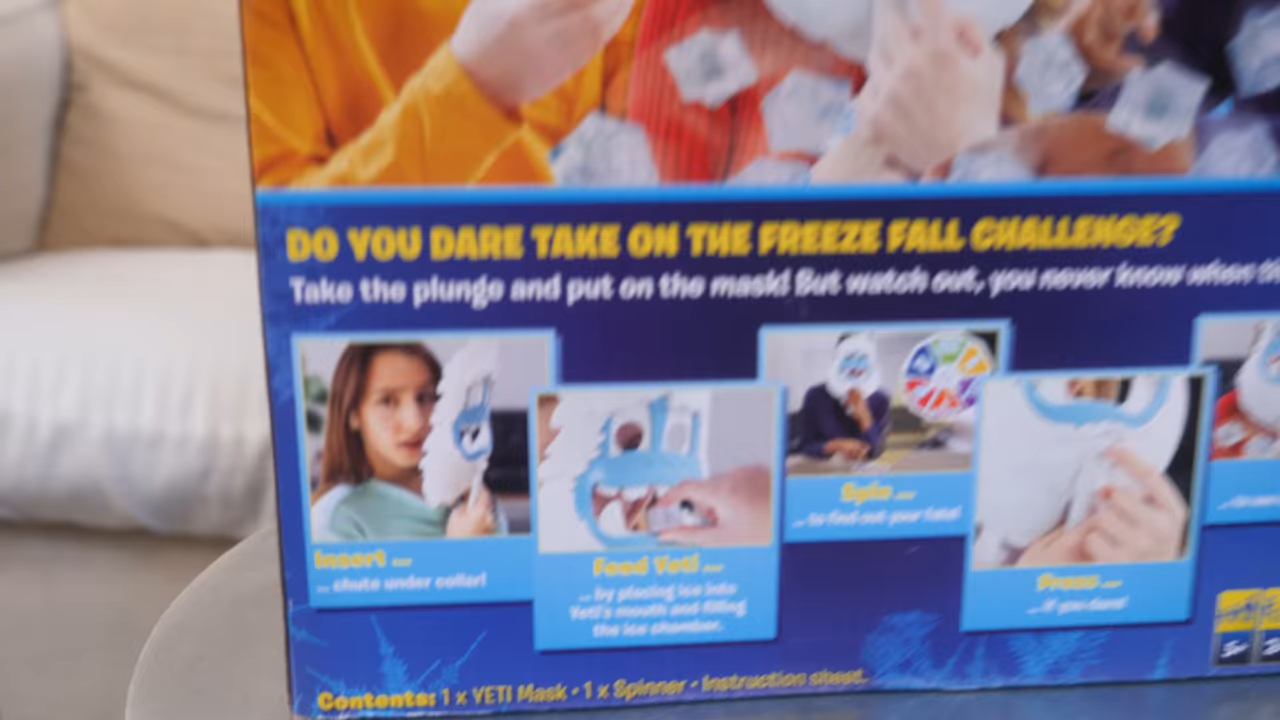 DO YOU DARE TAKE ON THE FREEZE FALL CHALLENGE?
Take the plunge and put on the mask! But watch out, you never know when
Insert ...
... chute under collar!
Feed Yeti ...
... by placing ice into
Yeti's mouth and filling
the ice chamber.
Spin ...
... to find out your fate!
Press ...
... if you dare!
Contents: 1 x YETI Mask • 1 x Spinner • Instruction sheet.